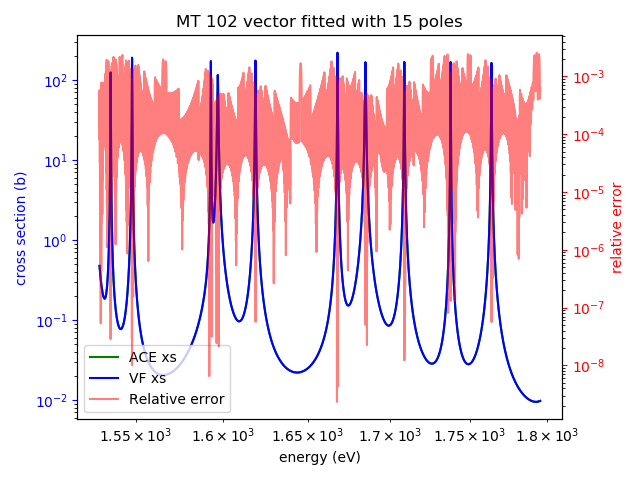 MT 102 vector fitted with 15 poles
cross section (b)
10²
10¹
10⁰
10⁻¹
10⁻²
10⁻³
10⁻⁴
10⁻⁵
10⁻⁶
10⁻⁷
10⁻⁸
relative error
ACE xs
VF xs
Relative error
1.55 × 10³ 1.6 × 10³ 1.65 × 10³ 1.7 × 10³ 1.75 × 10³ 1.8 × 10³
energy (eV)